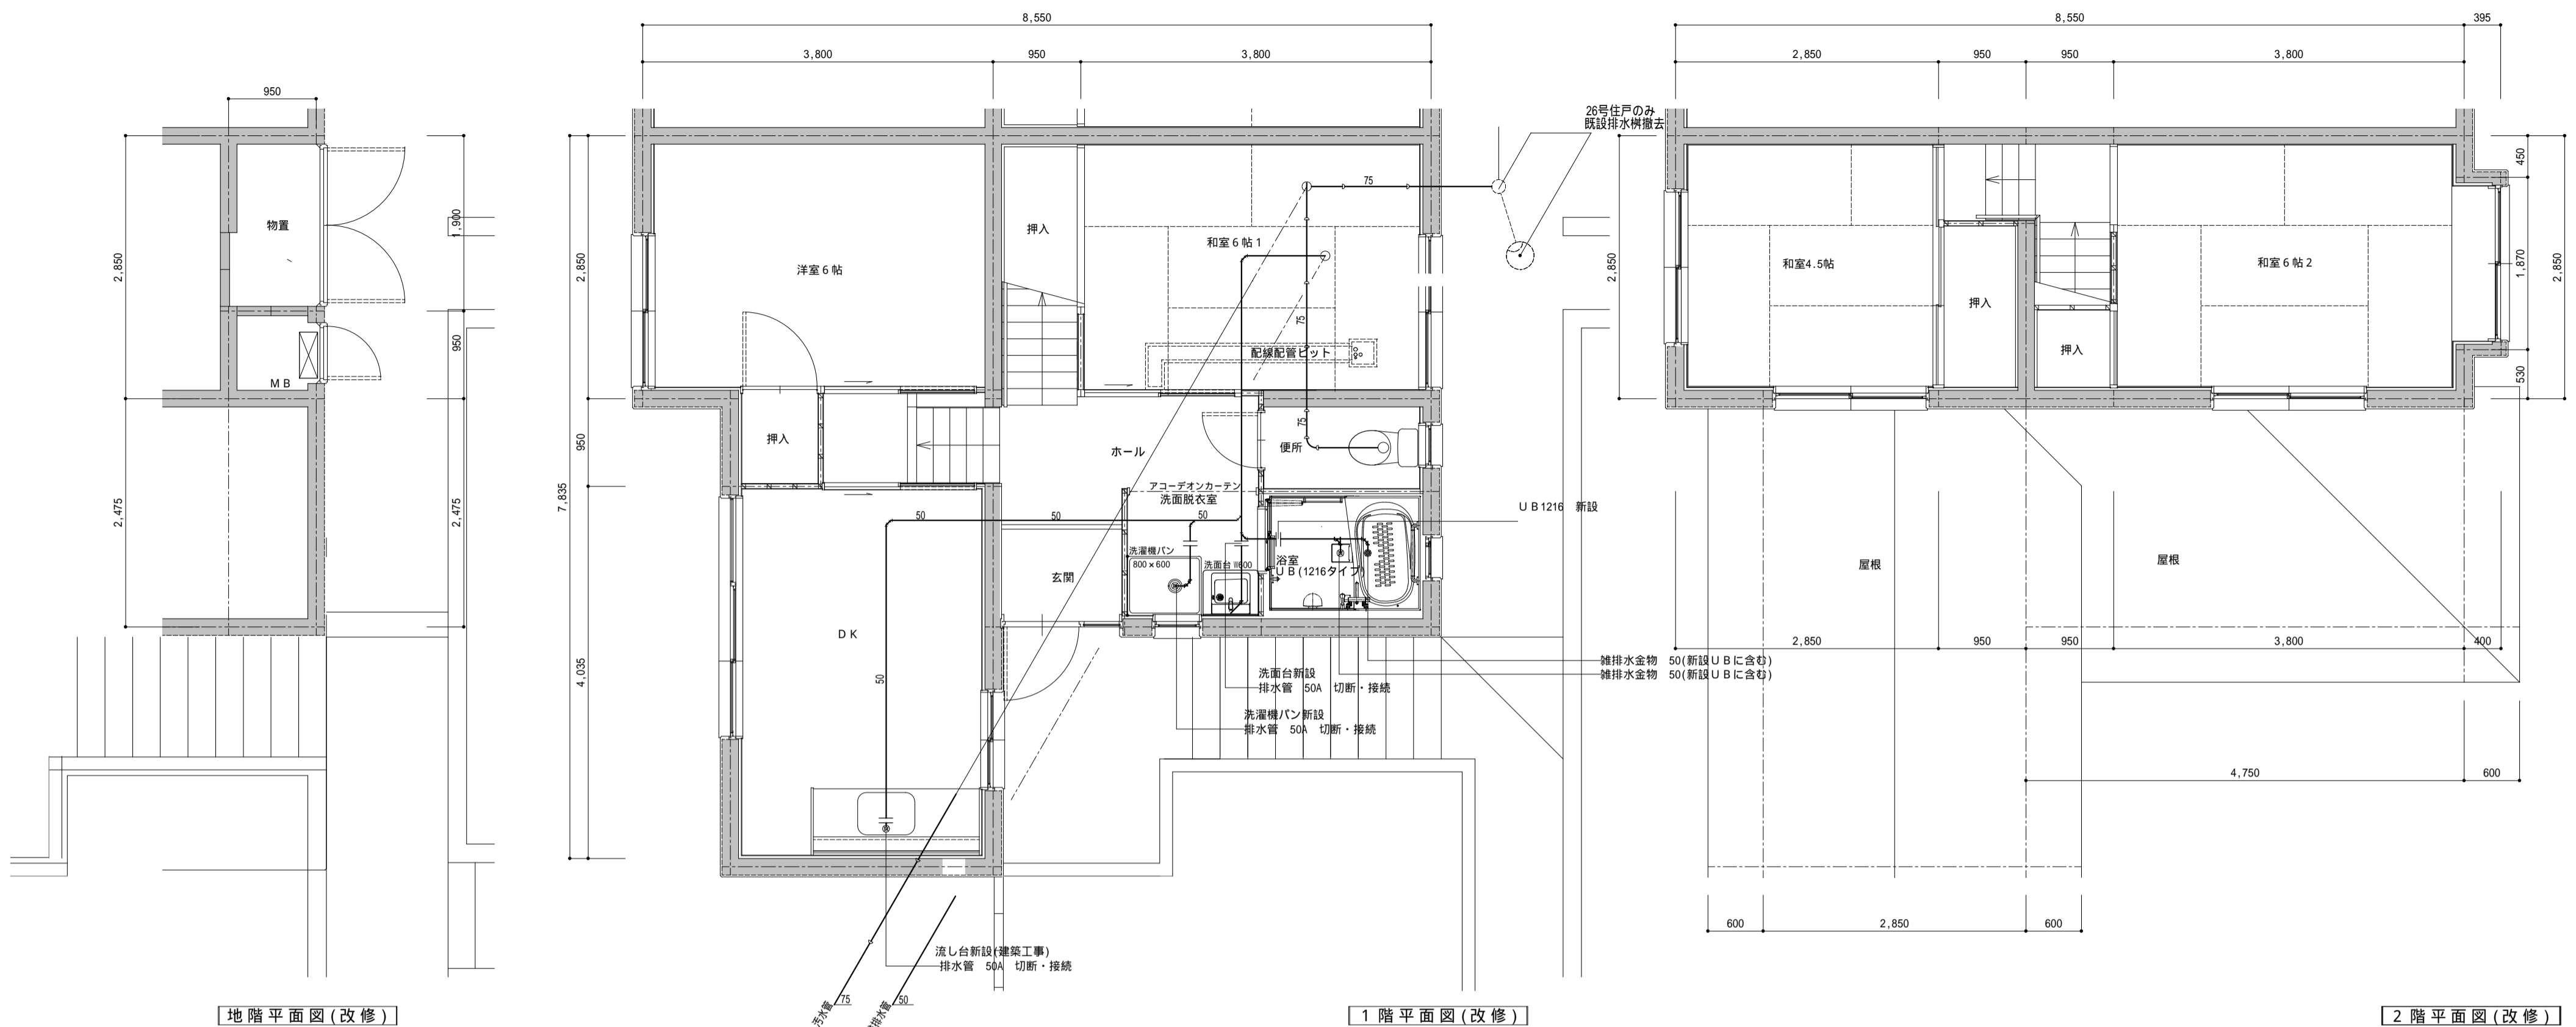 950
2,850
2,475
1,900
950
2,475
物置
MB
地階平面図(改修)
8,550
3,800
950
3,800
2,850
950
4,035
7,835
洋室6帖
押入
和室6帖1
配線配管ピット
75
75
75
26号住戸のみ
既設排水桝撤去
押入
ホール
便所
アコーデオンカーテン
洗面脱衣室
50
50
50
50
UB1216 新設
洗濯機パン
800×600
洗面台W600
浴室
UB(1216タイプ)
玄関
DK
雑排水金物 50(新設UBに含む)
雑排水金物 50(新設UBに含む)
洗面台新設
排水管 50A 切断・接続
洗濯機パン新設
排水管 50A 切断・接続
流し台新設(建築工事)
排水管 50A 切断・接続
汚水管 75
排水管 50
1階平面図(改修)
8,550
395
2,850
950
950
3,800
2,850
450
1,870
530
2,850
和室4.5帖
押入
押入
和室6帖2
屋根
屋根
2,850
950
950
3,800
400
4,750
600
600
2,850
600
2階平面図(改修)